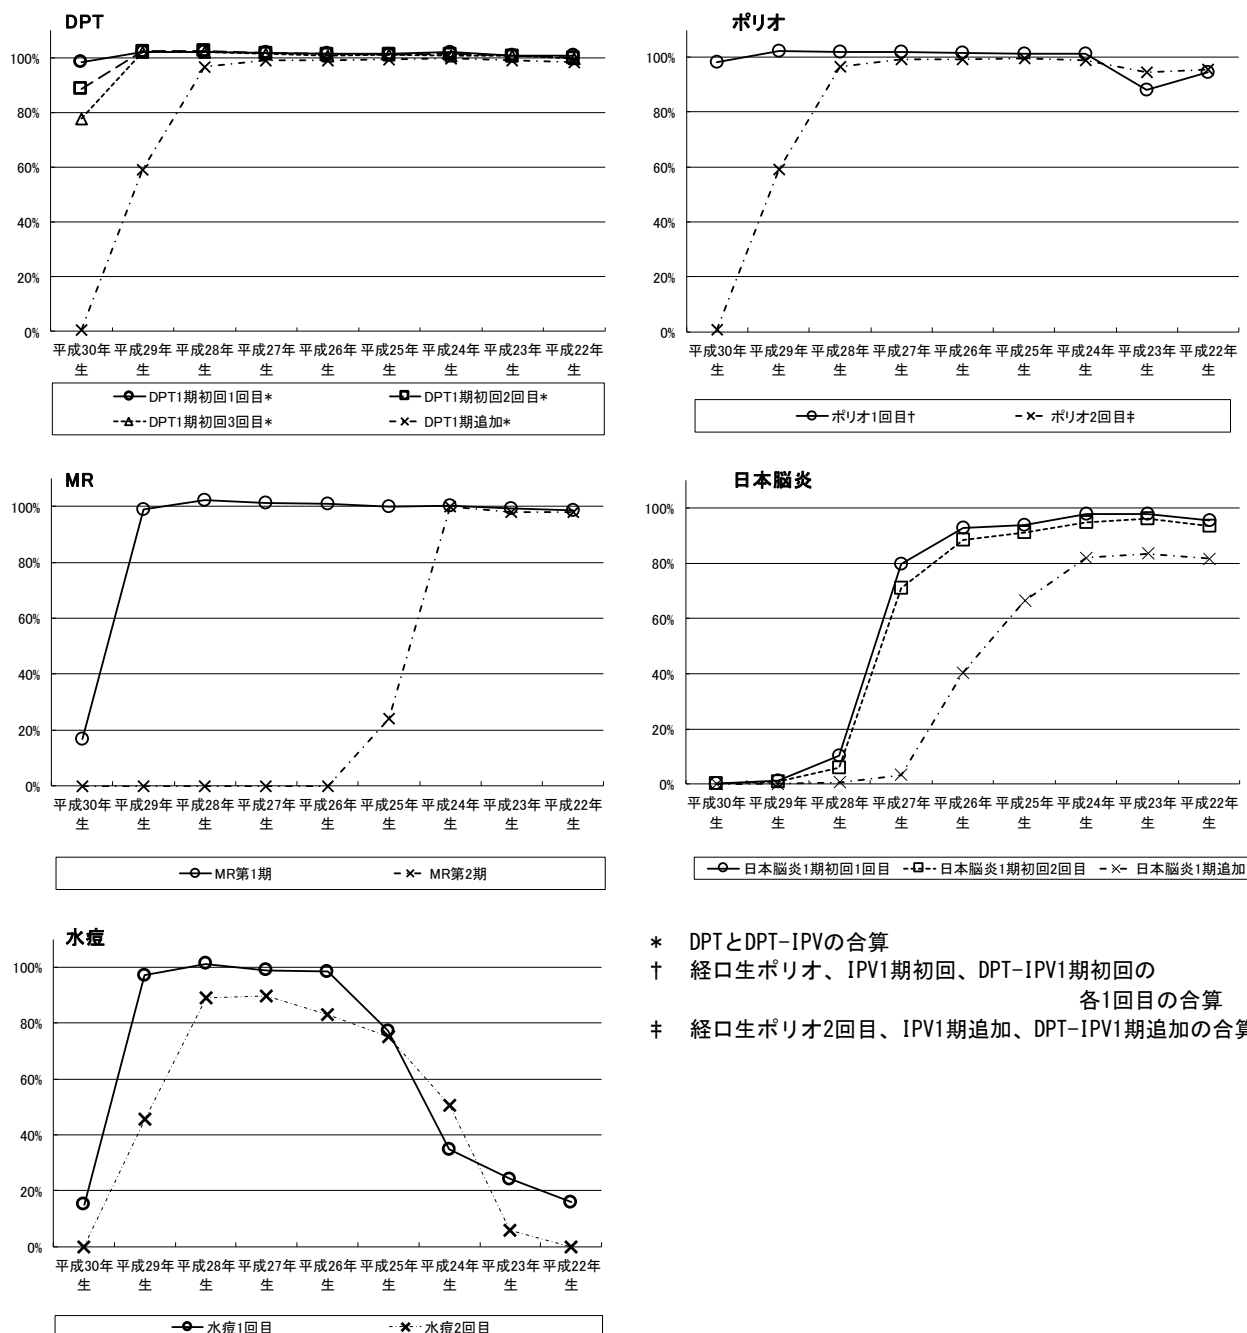 DPT
100%
80%
60%
40%
20%
0%
平成30年 平成29年 平成28年 平成27年 平成26年 平成25年 平成24年 平成23年 平成22年
生 生 生 生 生 生 生 生 生
DPT1期初回1回目* DPT1期初回2回目*
DPT1期初回3回目* DPT1期追加*
ポリオ
100%
80%
60%
40%
20%
0%
平成30年 平成29年 平成28年 平成27年 平成26年 平成25年 平成24年 平成23年 平成22年
生 生 生 生 生 生 生 生 生
ポリオ1回目† ポリオ2回目‡
MR
100%
80%
60%
40%
20%
0%
平成30年 平成29年 平成28年 平成27年 平成26年 平成25年 平成24年 平成23年 平成22年
生 生 生 生 生 生 生 生 生
MR第1期 MR第2期
日本脳炎
100%
80%
60%
40%
20%
0%
平成30年 平成29年 平成28年 平成27年 平成26年 平成25年 平成24年 平成23年 平成22年
生 生 生 生 生 生 生 生 生
日本脳炎1期初回1回目 日本脳炎1期初回2回目 日本脳炎1期追加
水痘
100%
80%
60%
40%
20%
0%
平成30年 平成29年 平成28年 平成27年 平成26年 平成25年 平成24年 平成23年 平成22年
生 生 生 生 生 生 生 生 生
水痘1回目 水痘2回目
* DPTとDPT-IPVの合算
† 経口生ポリオ、IPV1期初回、DPT-IPV1期初回の
各1回目の合算
‡ 経口生ポリオ2回目、IPV1期追加、DPT-IPV1期追加の合算